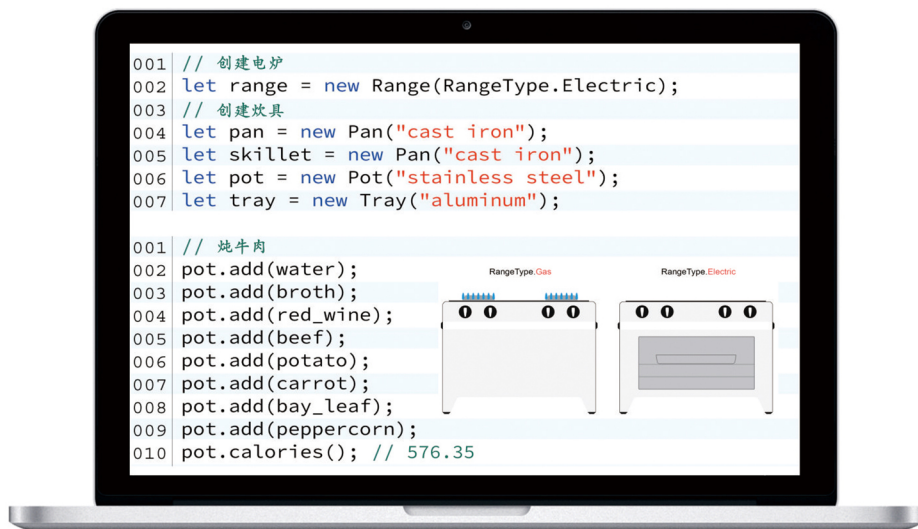 001 // 创建电炉
002 let range = new Range(RangeType.Electric);
003 // 创建炊具
004 let pan = new Pan("cast iron");
005 let skillet = new Pan("cast iron");
006 let pot = new Pot("stainless steel");
007 let tray = new Tray("aluminum");
001 // 炖牛肉
002 pot.add(water);
003 pot.add(broth);
004 pot.add(red_wine);
005 pot.add(beef);
006 pot.add(potato);
007 pot.add(carrot);
008 pot.add(bay_leaf);
009 pot.add(peppercorn);
010 pot.calories(); // 576.35
RangeType.Gas
RangeType.Electric